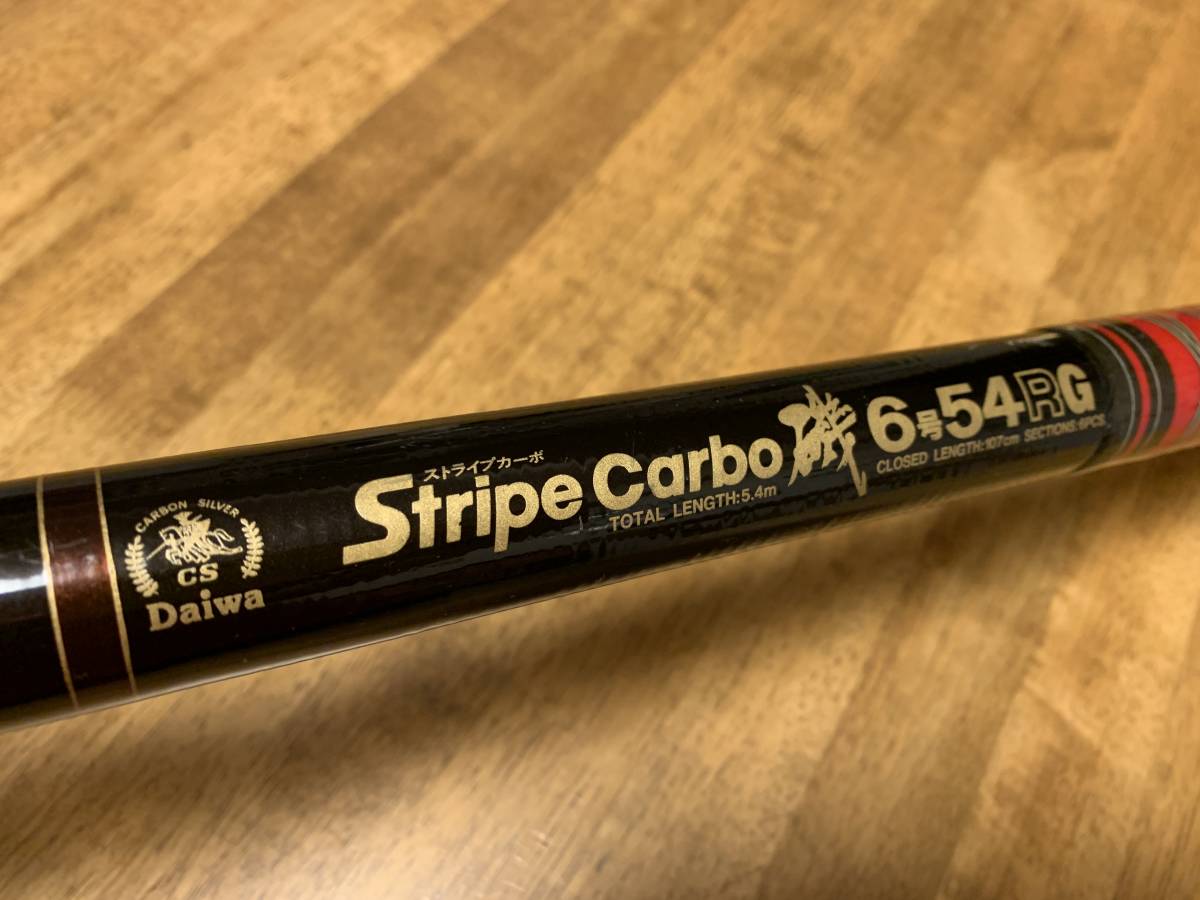 CARBON SILVER
CS
Daiwa
ストライプカーボ
Stripe Carbo 磯 6号54RG
TOTAL LENGTH:5.4m
CLOSED LENGTH:107cm SECTIONS:6PCS.